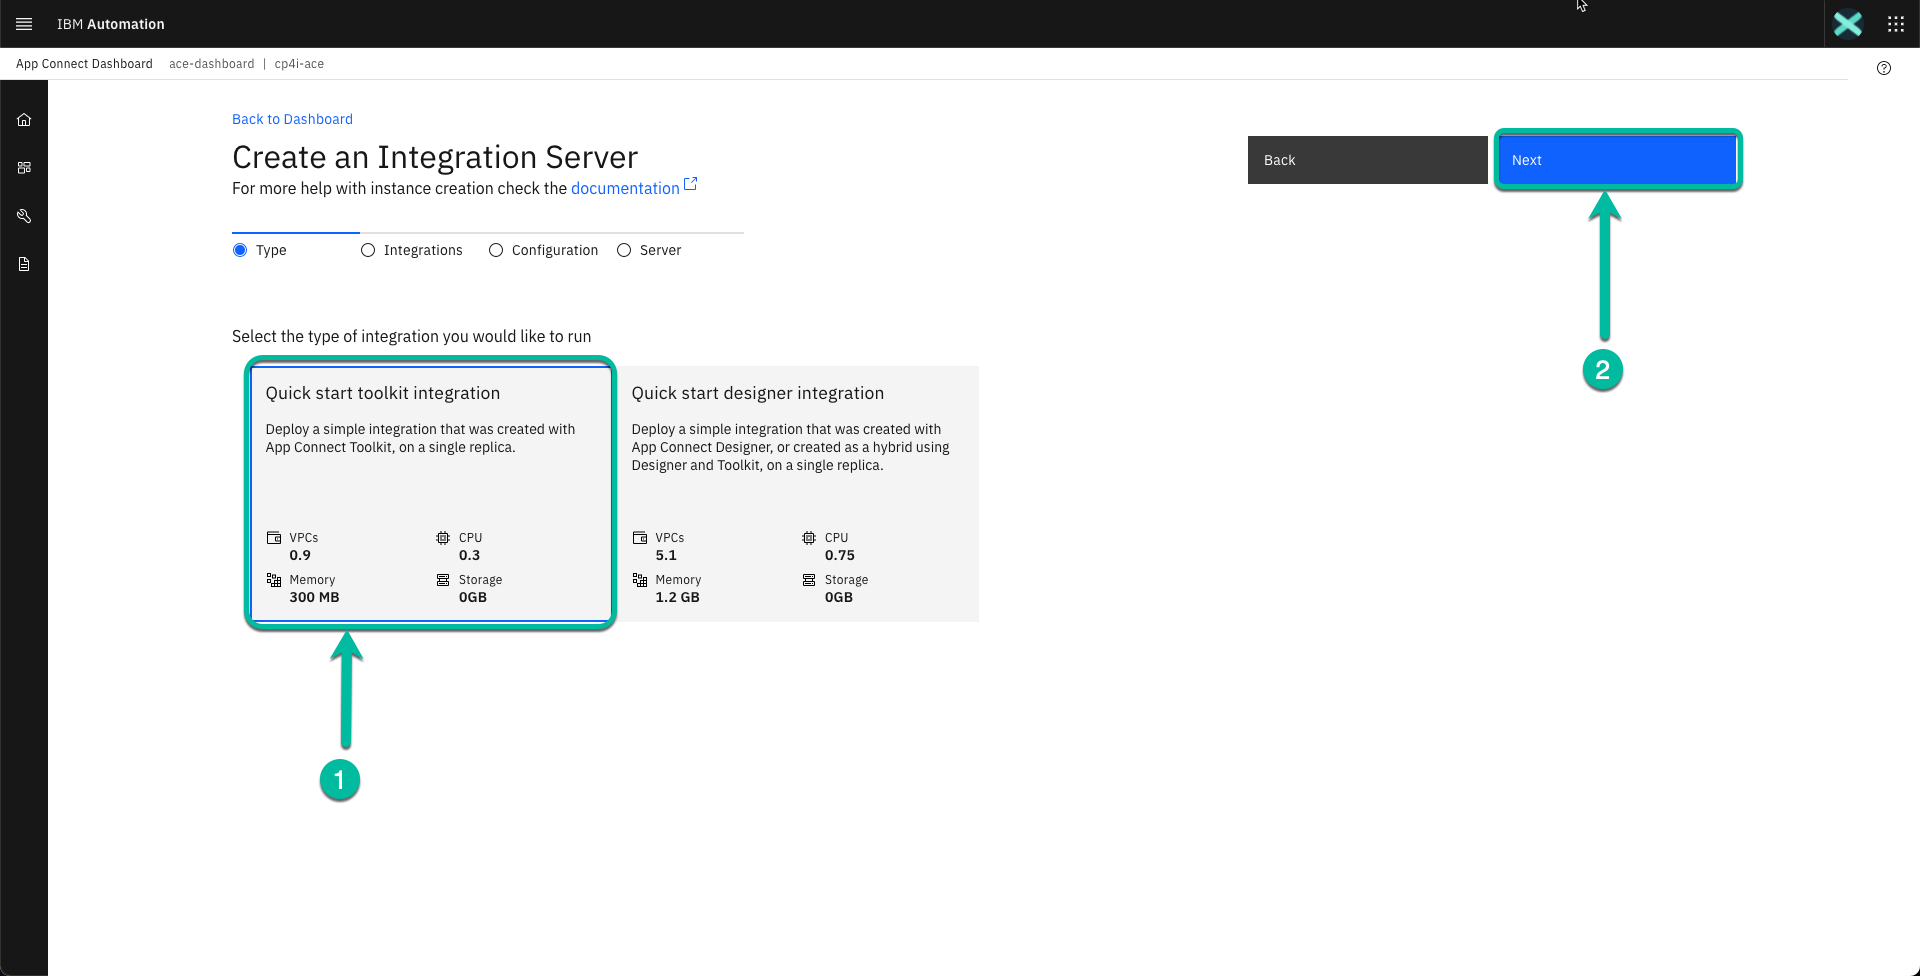 IBM Automation
App Connect Dashboard ace-dashboard | cp4i-ace
Back to Dashboard
Create an Integration Server
For more help with instance creation check the documentation
Back
Next
Type
Integrations
Configuration
Server
2
Select the type of integration you would like to run
Quick start toolkit integration
Deploy a simple integration that was created with
App Connect Toolkit, on a single replica.
VPCs
0.9
CPU
0.3
Memory
300 MB
Storage
0GB
Quick start designer integration
Deploy a simple integration that was created with
App Connect Designer, or created as a hybrid using
Designer and Toolkit, on a single replica.
VPCs
5.1
CPU
0.75
Memory
1.2 GB
Storage
0GB
1